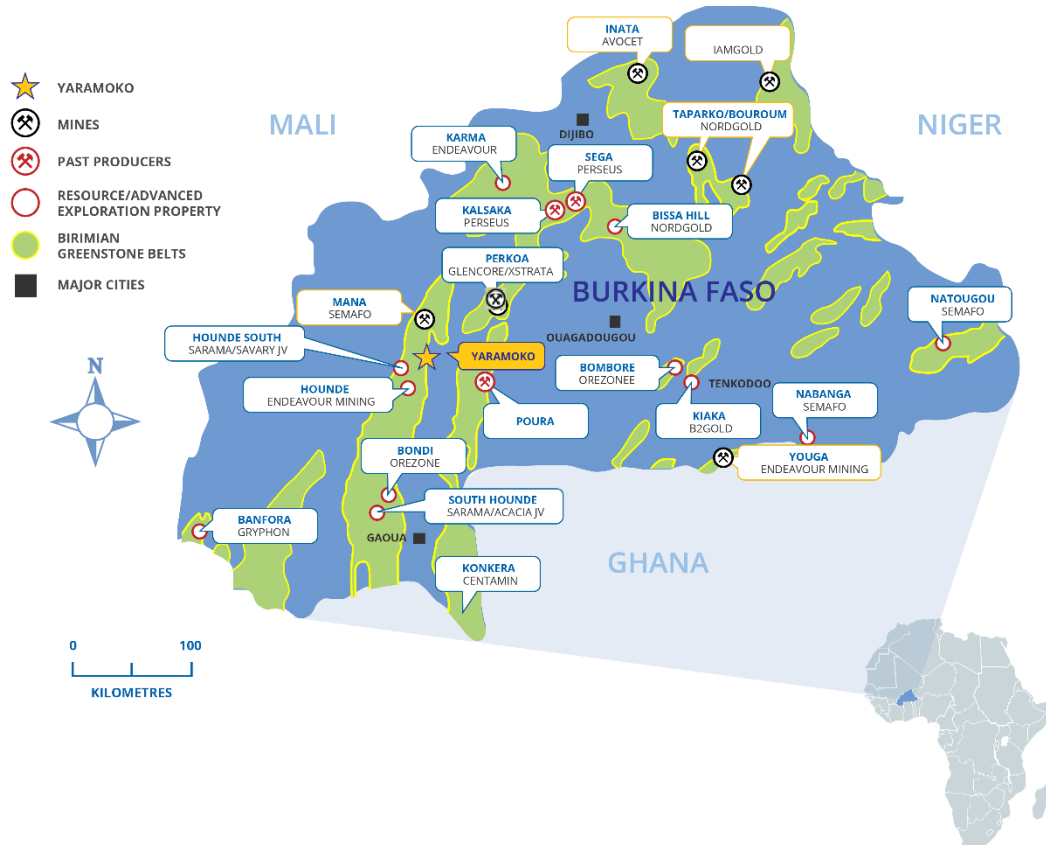 YARAMOKO
MINES
PAST PRODUCERS
RESOURCE/ADVANCED
EXPLORATION PROPERTY
BIRIMIAN
GREENSTONE BELTS
MAJOR CITIES
MALI
NIGER
BURKINA FASO
GHANA
INATA
AVOCET
IAMGOLD
TAPARKO/BOUROUM
NORDGOLD
DIJIBO
KARMA
ENDEAVOUR
SEGA
PERSEUS
KALSAKA
PERSEUS
BISSA HILL
NORDGOLD
PERKOA
GLENCORE/XSTRATA
MANA
SEMAFO
NATOUGOU
SEMAFO
HOUNDE SOUTH
SARAMA/SAVARY JV
OUAGADOUGOU
YARAMOKO
BOMBORE
OREZONEE
TENKODOO
HOUNDE
ENDEAVOUR MINING
NABANGA
SEMAFO
POURA
KIAKA
B2GOLD
BONDI
OREZONE
YOUGA
ENDEAVOUR MINING
SOUTH HOUNDE
SARAMA/ACACIA JV
BANFORA
GRYPHON
GAOUA
KONKERA
CENTAMIN
N
0 100
KILOMETRES